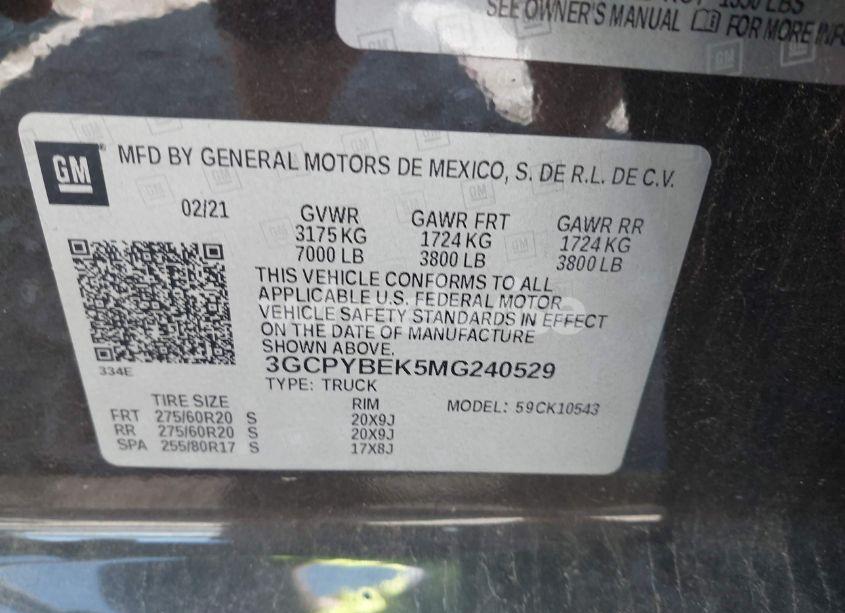 1550 LBS
SEE OWNER'S MANUAL FOR MORE INFO
GM
MFD BY GENERAL MOTORS DE MEXICO, S. DE R.L. DE C.V.
02/21
GVWR GAWR FRT GAWR RR
3175 KG 1724 KG 1724 KG
7000 LB 3800 LB 3800 LB
THIS VEHICLE CONFORMS TO ALL
APPLICABLE U.S. FEDERAL MOTOR
VEHICLE SAFETY STANDARDS IN EFFECT
ON THE DATE OF MANUFACTURE
SHOWN ABOVE.
334E
3GCPYBEK5MG240529
TYPE: TRUCK
TIRE SIZE RIM MODEL: 59CK10543
FRT 275/60R20 S 20X9J
RR 275/60R20 S 20X9J
SPA 255/80R17 S 17X8J